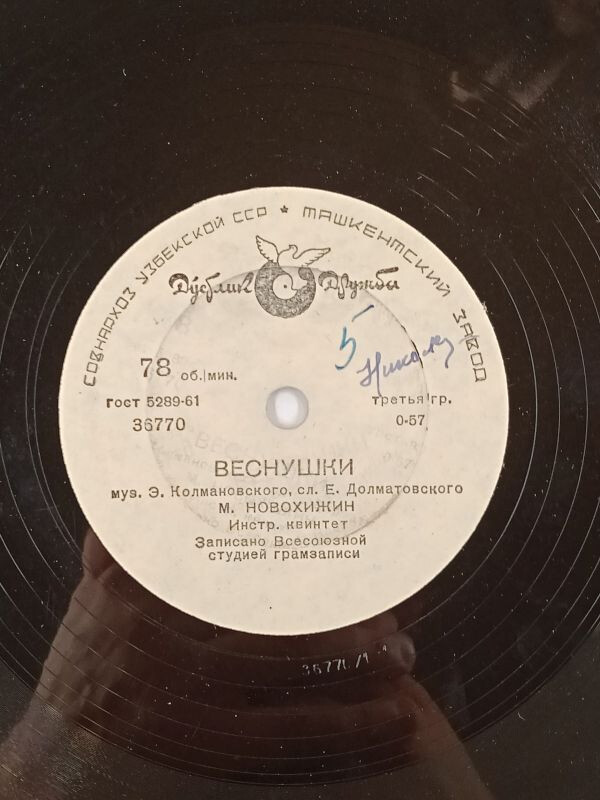 СОВНАРХОЗ УЗБЕКСКОЙ ССР * ТАШКЕНТСКИЙ ЗАВОД
Дўстлик Дружбы
5
78 об./мин.
гост 5289-61
третья гр.
36770
0-57
ВЕСНУШКИ
муз. Э. Колмановского, сл. Е. Долматовского
М. НОВОХИЖИН
Инстр. квинтет
Записано Всесоюзной
студией грамзаписи